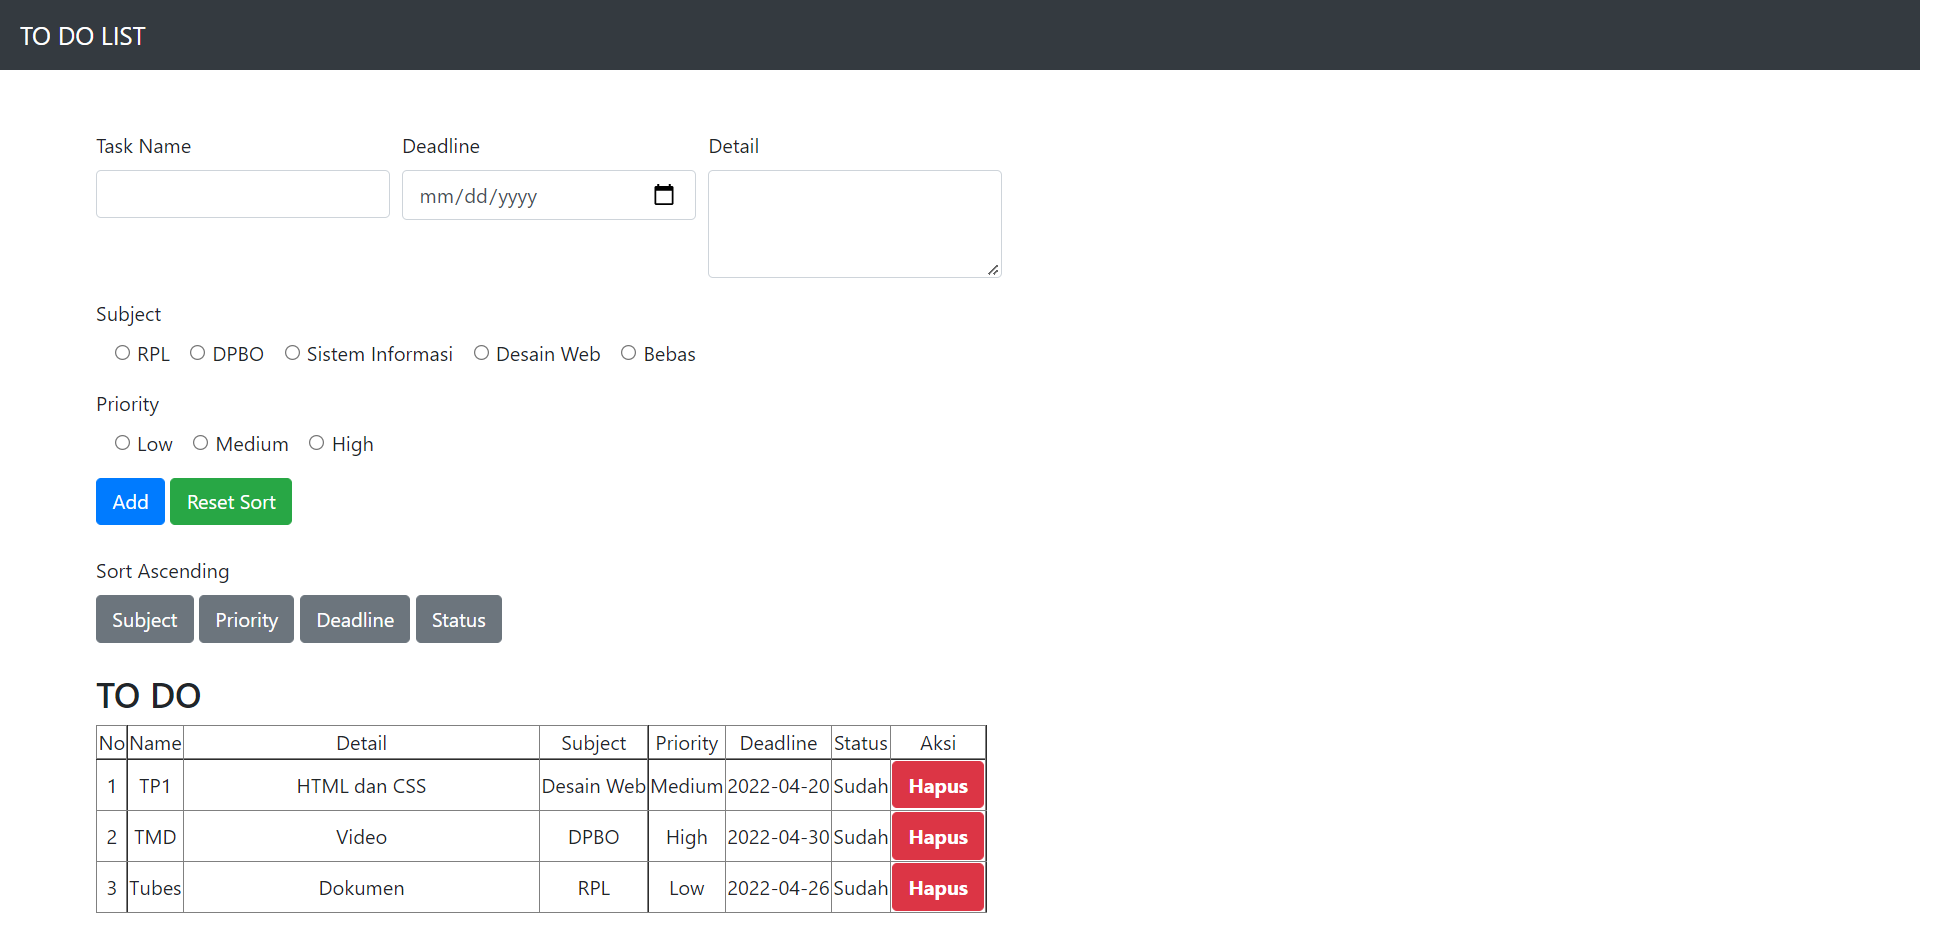 TO DO LIST
Task Name Deadline Detail
mm/dd/yyyy
Subject
RPL DPBO Sistem Informasi Desain Web Bebas
Priority
Low Medium High
Add Reset Sort
Sort Ascending
Subject Priority Deadline Status
TO DO
No Name Detail Subject Priority Deadline Status Aksi
1 TP1 HTML dan CSS Desain Web Medium 2022-04-20 Sudah Hapus
2 TMD Video DPBO High 2022-04-30 Sudah Hapus
3 Tubes Dokumen RPL Low 2022-04-26 Sudah Hapus